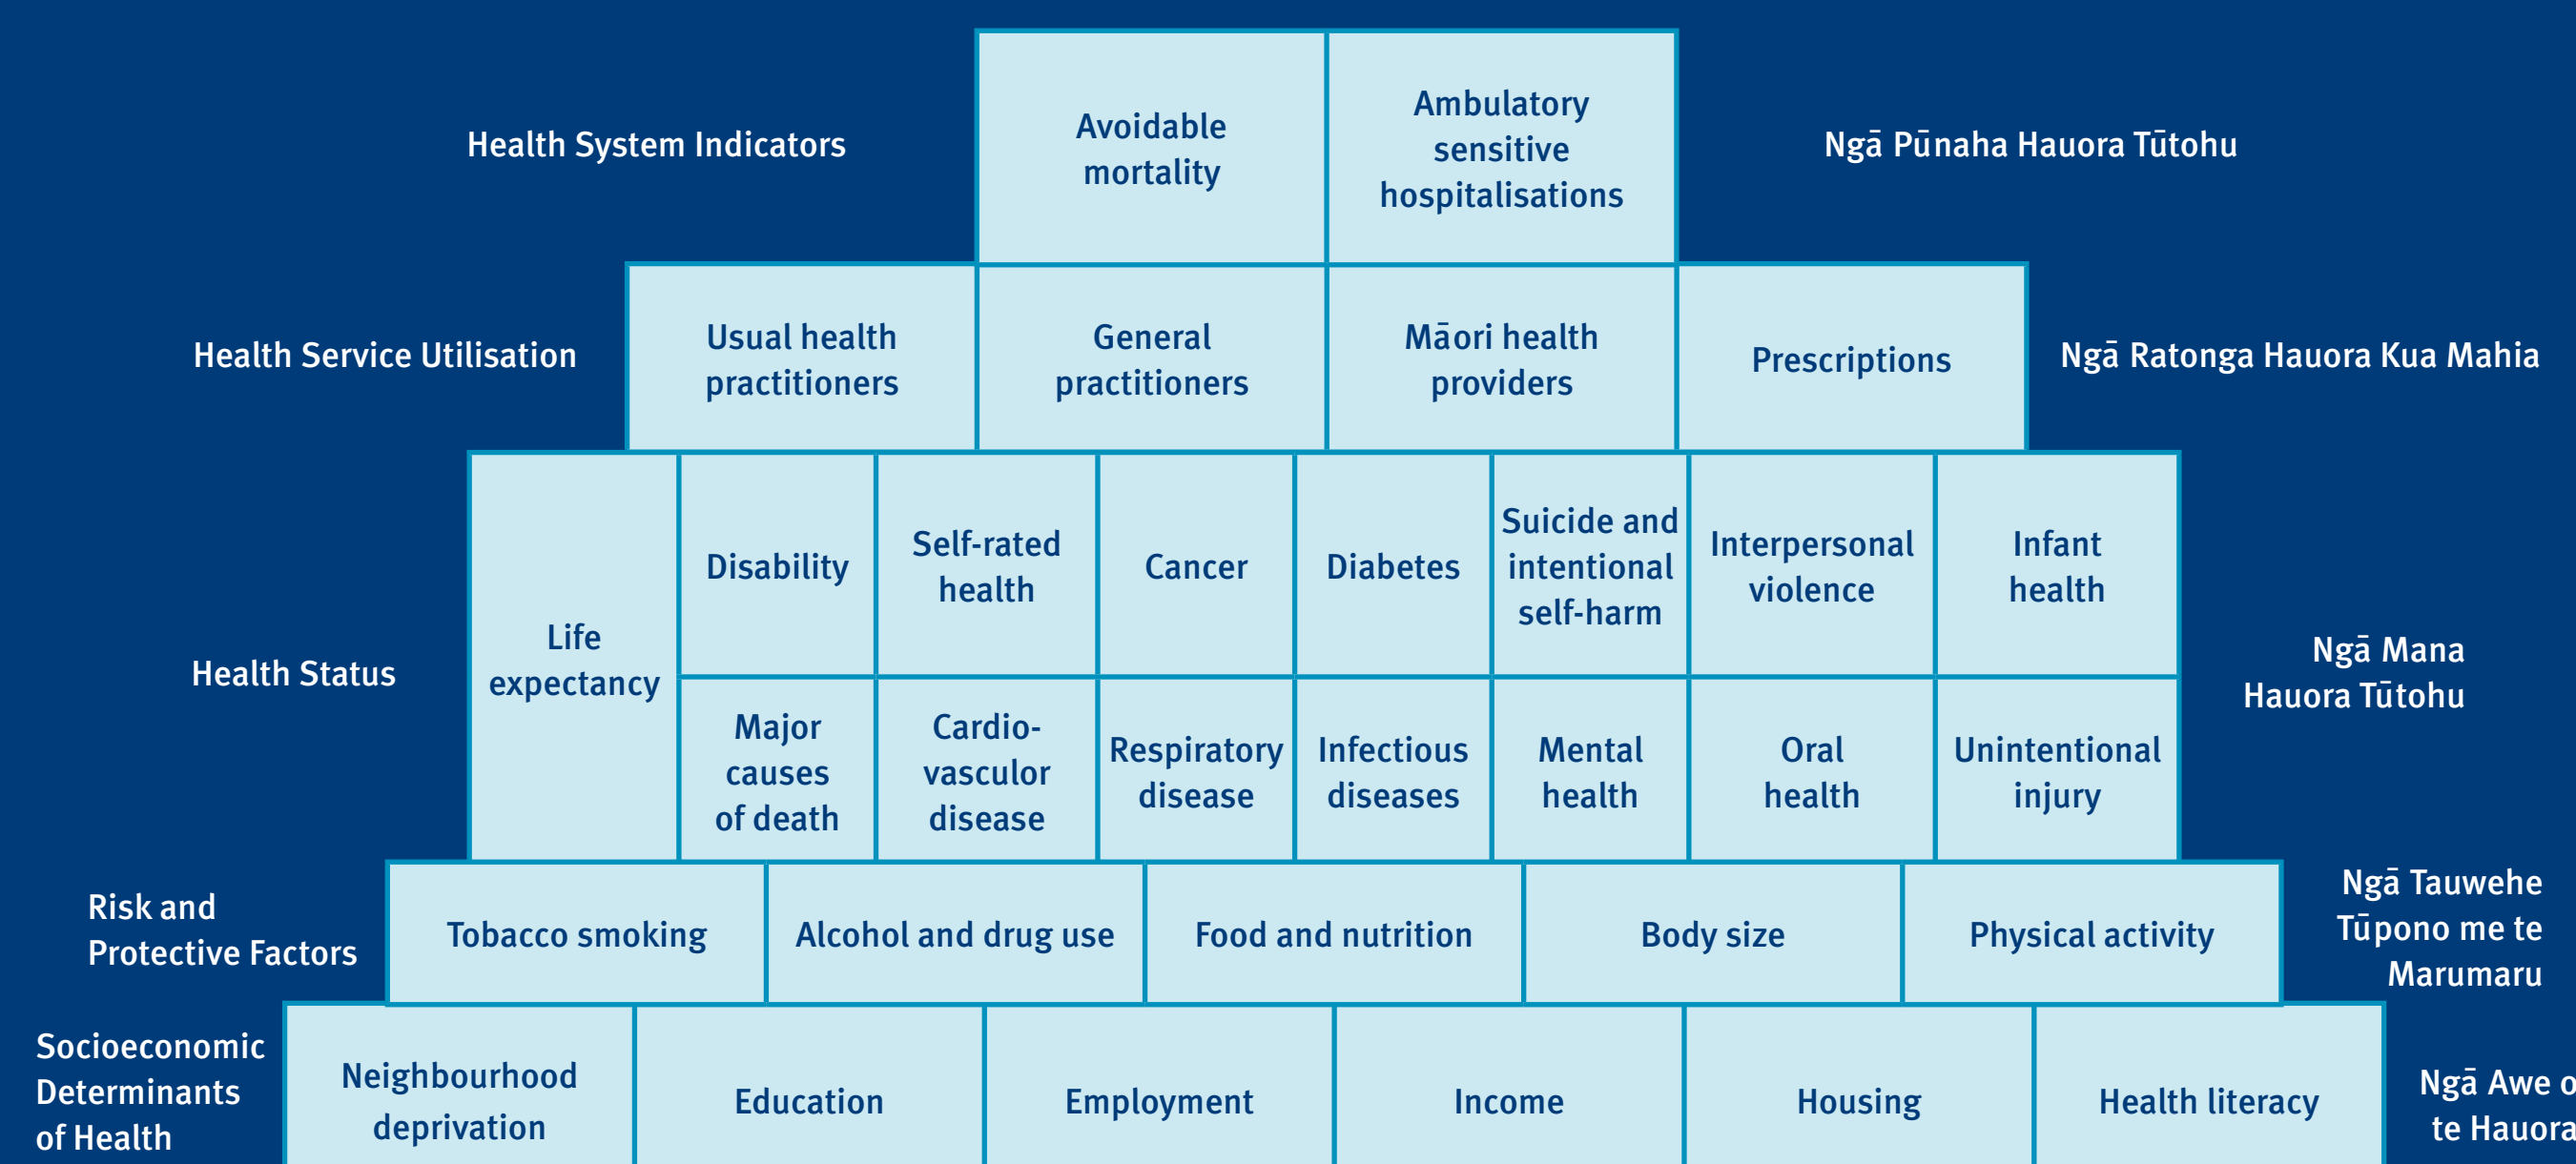 Health System Indicators
Avoidable
mortality
Ambulatory
sensitive
hospitalisations
Ngā Pūnaha Hauora Tūtohu
Health Service Utilisation
Usual health
practitioners
General
practitioners
Māori health
providers
Prescriptions
Ngā Ratonga Hauora Kua Mahia
Health Status
Life
expectancy
Disability
Self-rated
health
Cancer
Diabetes
Suicide and
intentional
self-harm
Interpersonal
violence
Infant
health
Major
causes
of death
Cardio-
vasculor
disease
Respiratory
disease
Infectious
diseases
Mental
health
Oral
health
Unintentional
injury
Ngā Mana
Hauora Tūtohu
Risk and
Protective Factors
Tobacco smoking
Alcohol and drug use
Food and nutrition
Body size
Physical activity
Ngā Tauwehe
Tūpono me te
Marumaru
Socioeconomic
Determinants
of Health
Neighbourhood
deprivation
Education
Employment
Income
Housing
Health literacy
Ngā Awe o
te Hauora